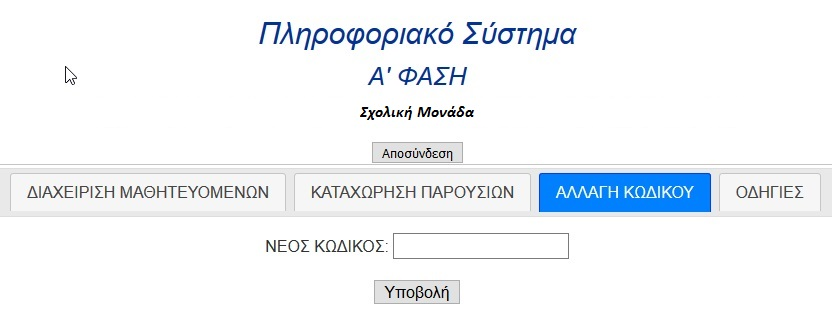 Πληροφοριακό Σύστημα
Α' ΦΑΣΗ
Σχολική Μονάδα
Αποσύνδεση
ΔΙΑΧΕΙΡΙΣΗ ΜΑΘΗΤΕΥΟΜΕΝΩΝ ΚΑΤΑΧΩΡΗΣΗ ΠΑΡΟΥΣΙΩΝ ΑΛΛΑΓΗ ΚΩΔΙΚΟΥ ΟΔΗΓΙΕΣ
ΝΕΟΣ ΚΩΔΙΚΟΣ:
Υποβολή